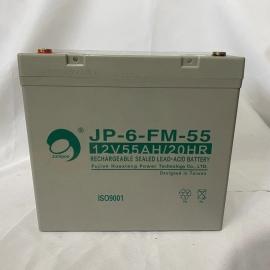 JP-6-FM-55
12V55AH/20HR
RECHARGEABLE SEALED LEAD-ACID BATTERY
Fujian Huaxiang Power Technology Co.,Ltd
Designed in Taiwan
ISO9001